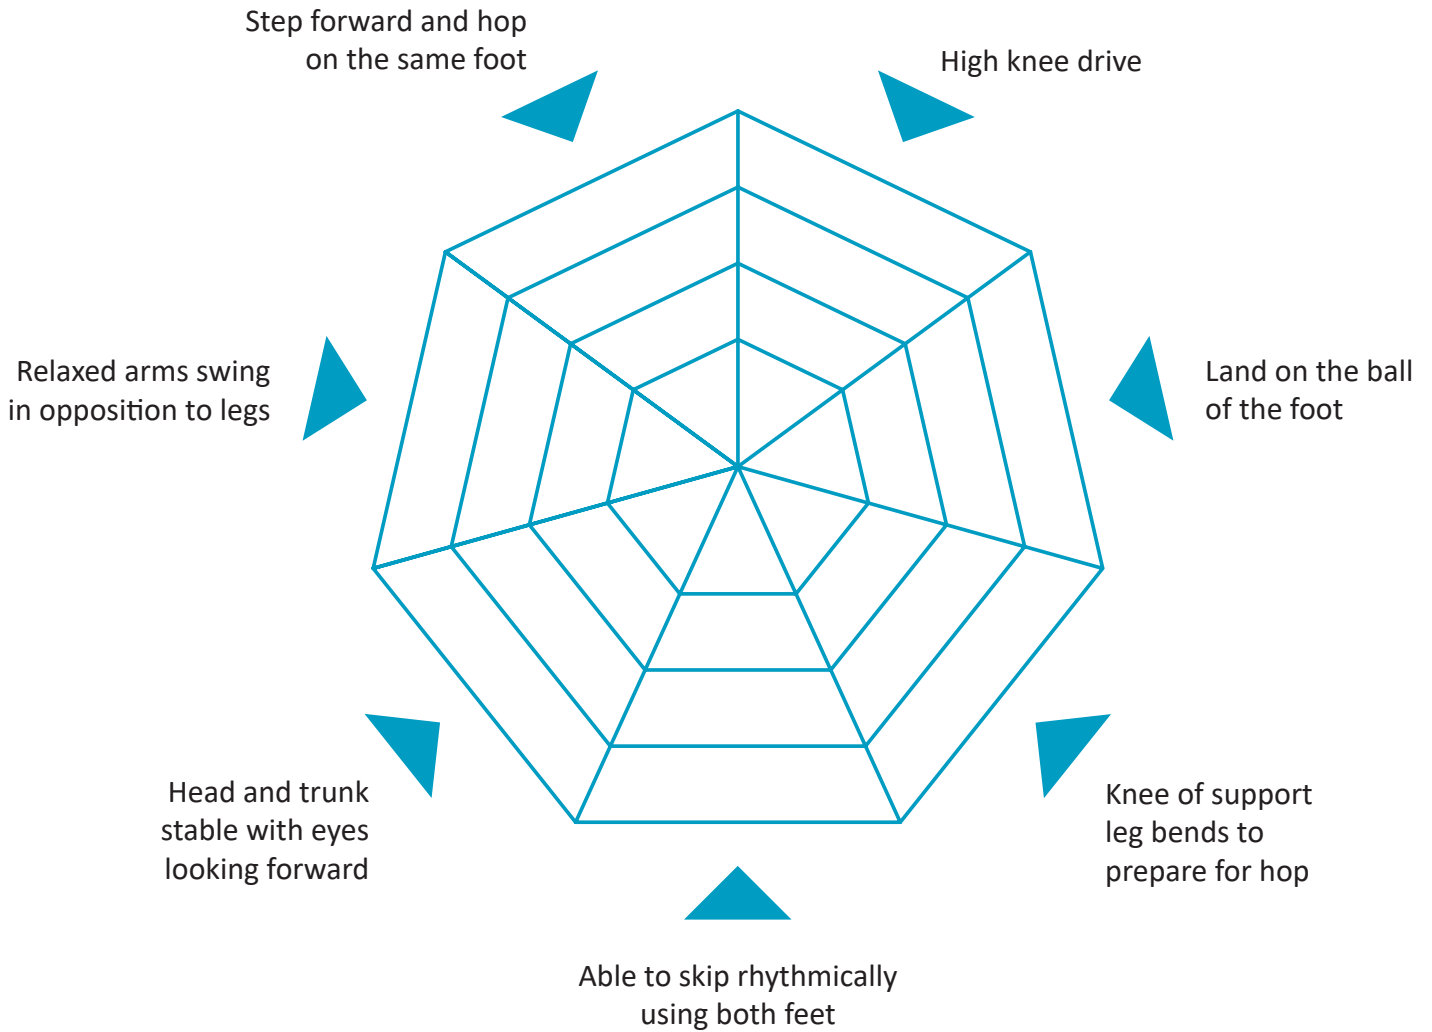 Step forward and hop
on the same foot
High knee drive
Relaxed arms swing
in opposition to legs
Land on the ball
of the foot
Head and trunk
stable with eyes
looking forward
Knee of support
leg bends to
prepare for hop
Able to skip rhythmically
using both feet